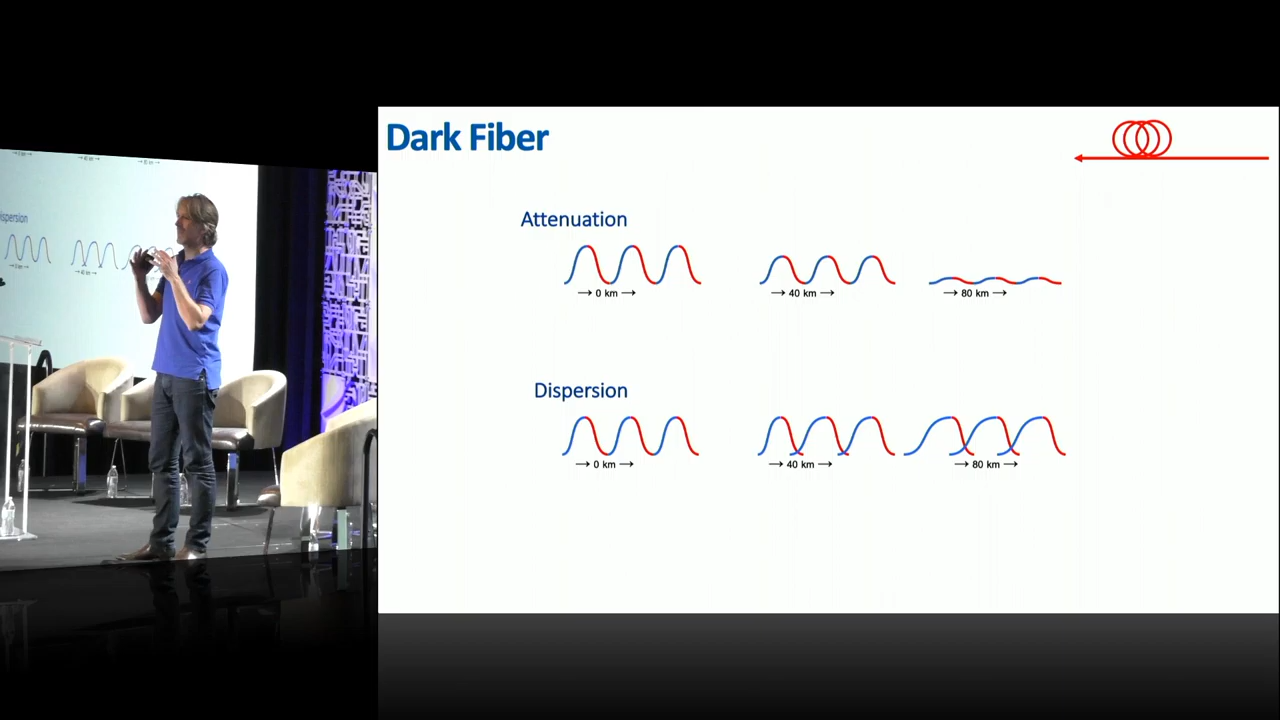 Dark Fiber
Attenuation
→ 0 km →
→ 40 km →
→ 80 km →
Dispersion
→ 0 km →
→ 40 km →
→ 80 km →